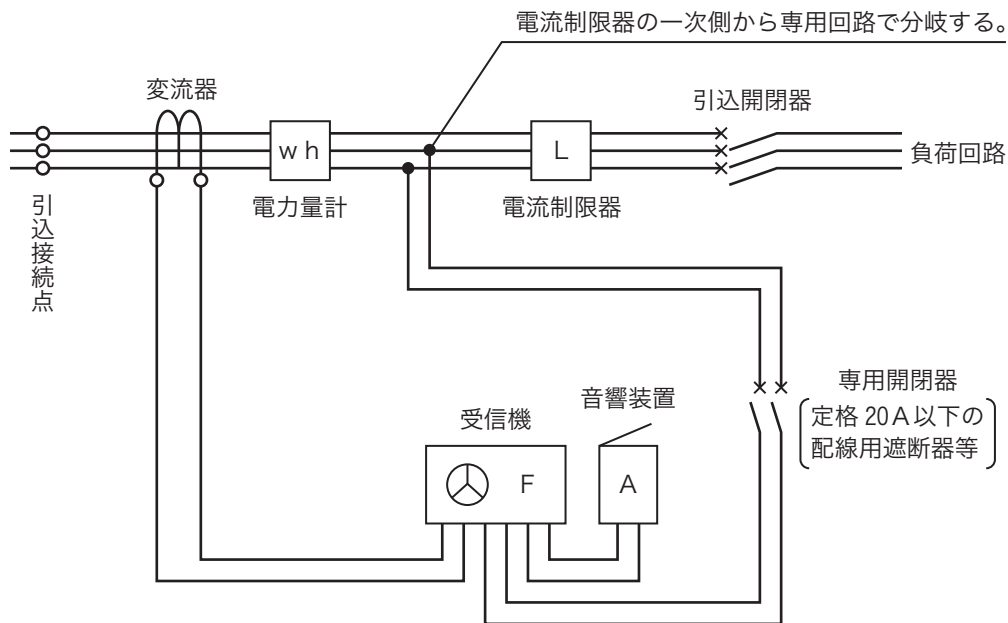 電流制限器の一次側から専用回路で分岐する。
変流器
引込開閉器
wh
L
負荷回路
引込接続点
電力量計
電流制限器
専用開閉器
定格20A以下の
配線用遮断器等
音響装置
受信機
F
A